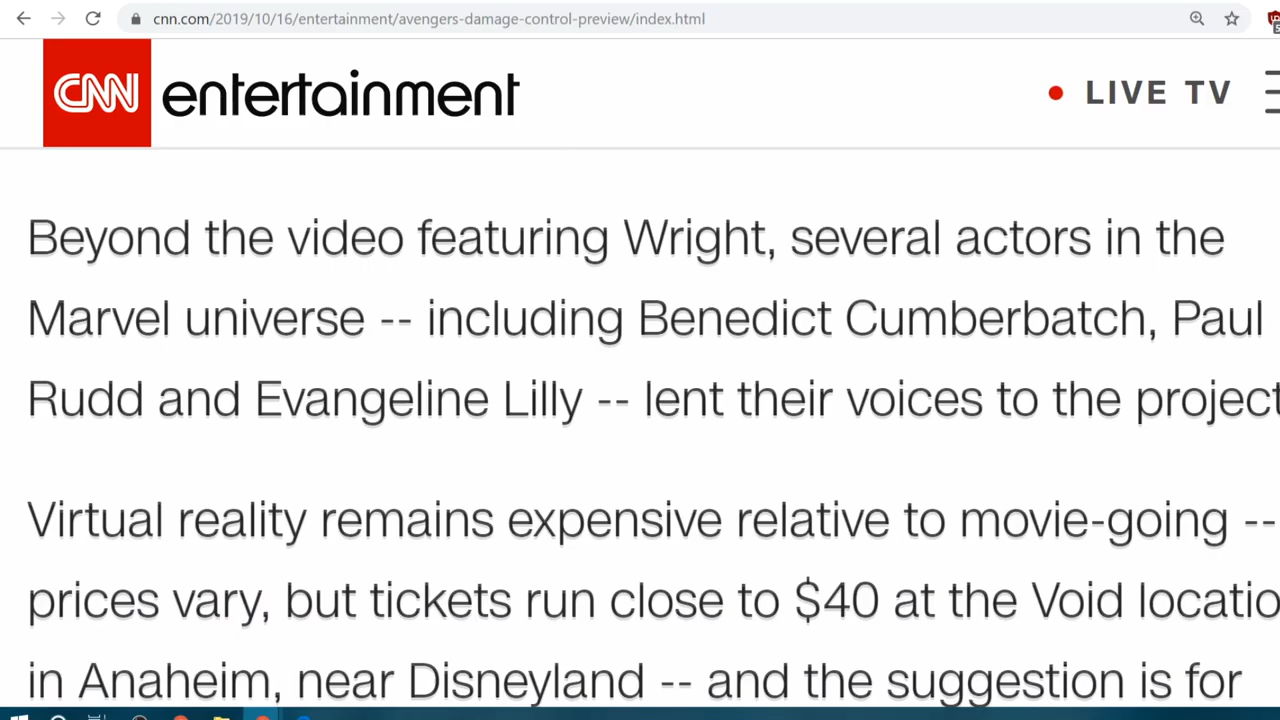 cnn.com/2019/10/16/entertainment/avengers-damage-control-preview/index.html
CNN entertainment
LIVE TV
Beyond the video featuring Wright, several actors in the
Marvel universe -- including Benedict Cumberbatch, Paul
Rudd and Evangeline Lilly -- lent their voices to the project
Virtual reality remains expensive relative to movie-going --
prices vary, but tickets run close to $40 at the Void locatio
in Anaheim, near Disneyland -- and the suggestion is for